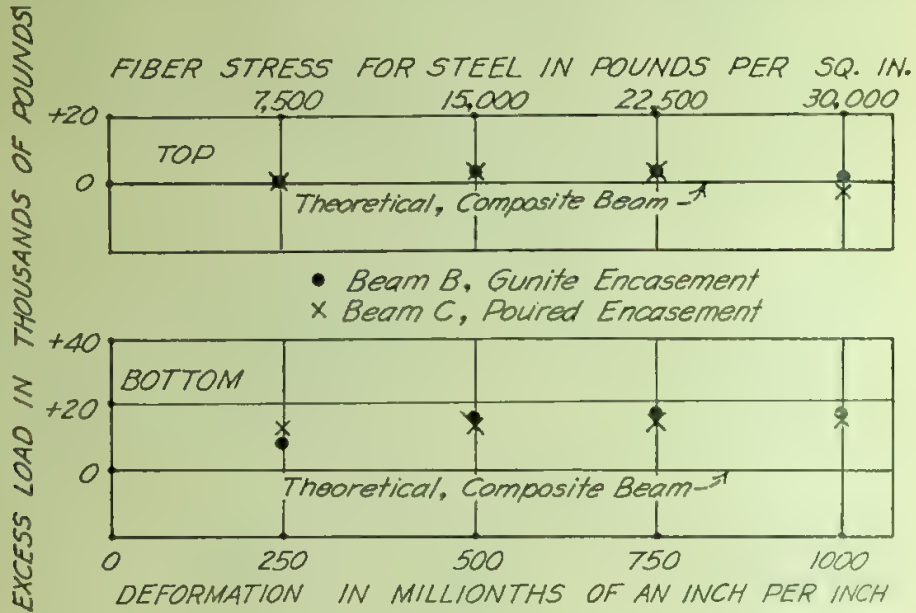 EXCESS LOAD IN THOUSANDS OF POUNDS
FIBER STRESS FOR STEEL IN POUNDS PER SQ. IN.
7,500 15,000 22,500 30,000
+20
TOP
0
Theoretical, Composite Beam
Beam B, Gunite Encasement
Beam C, Poured Encasement
+40
BOTTOM
+20
0
Theoretical, Composite Beam
0 250 500 750 1000
DEFORMATION IN MILLIONTHS OF AN INCH PER INCH